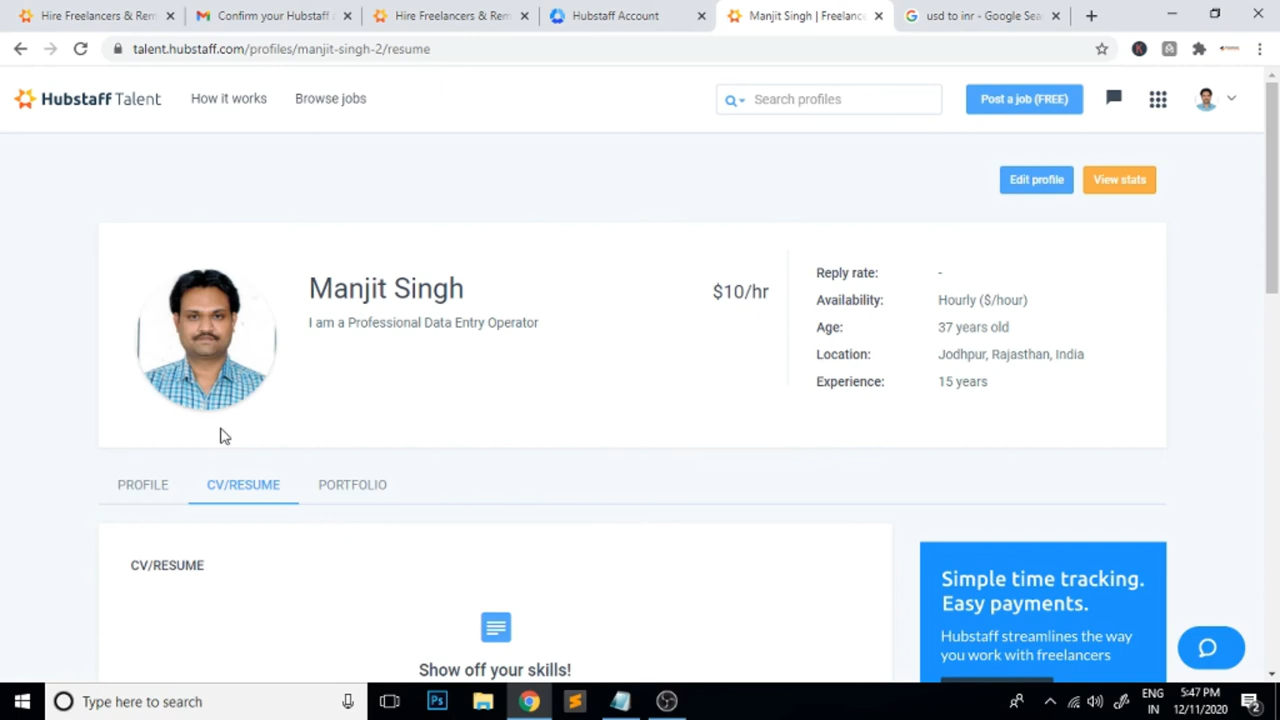 Hire Freelancers & Rem
Confirm your Hubstaff a
Hire Freelancers & Rem
Hubstaff Account
Manjit Singh | Freelance
usd to inr - Google Sea
talent.hubstaff.com/profiles/manjit-singh-2/resume
Hubstaff Talent
How it works
Browse jobs
Search profiles
Post a job (FREE)
Edit profile
View stats
Manjit Singh
$10/hr
I am a Professional Data Entry Operator
Reply rate: -
Availability: Hourly ($/hour)
Age: 37 years old
Location: Jodhpur, Rajasthan, India
Experience: 15 years
PROFILE
CV/RESUME
PORTFOLIO
CV/RESUME
Show off your skills!
Simple time tracking.
Easy payments.
Hubstaff streamlines the way
you work with freelancers
Type here to search
Ps
ENG
IN
5:47 PM
12/11/2020
2